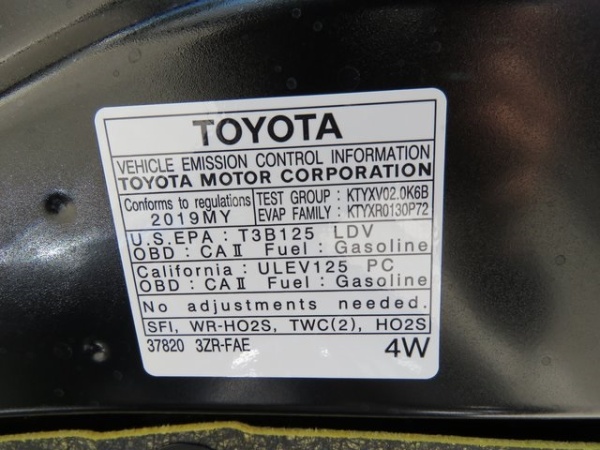 TOYOTA
VEHICLE EMISSION CONTROL INFORMATION
TOYOTA MOTOR CORPORATION
Conforms to regulations
2019MY
TEST GROUP : KTYXV02.0K6B
EVAP FAMILY : KTYXR0130P72
U.S.EPA : T3B125 LDV
OBD : CAⅡ Fuel : Gasoline
California : ULEV125 PC
OBD : CAⅡ Fuel : Gasoline
No adjustments needed.
SFI, WR-HO2S, TWC(2), HO2S
37820 3ZR-FAE 4W